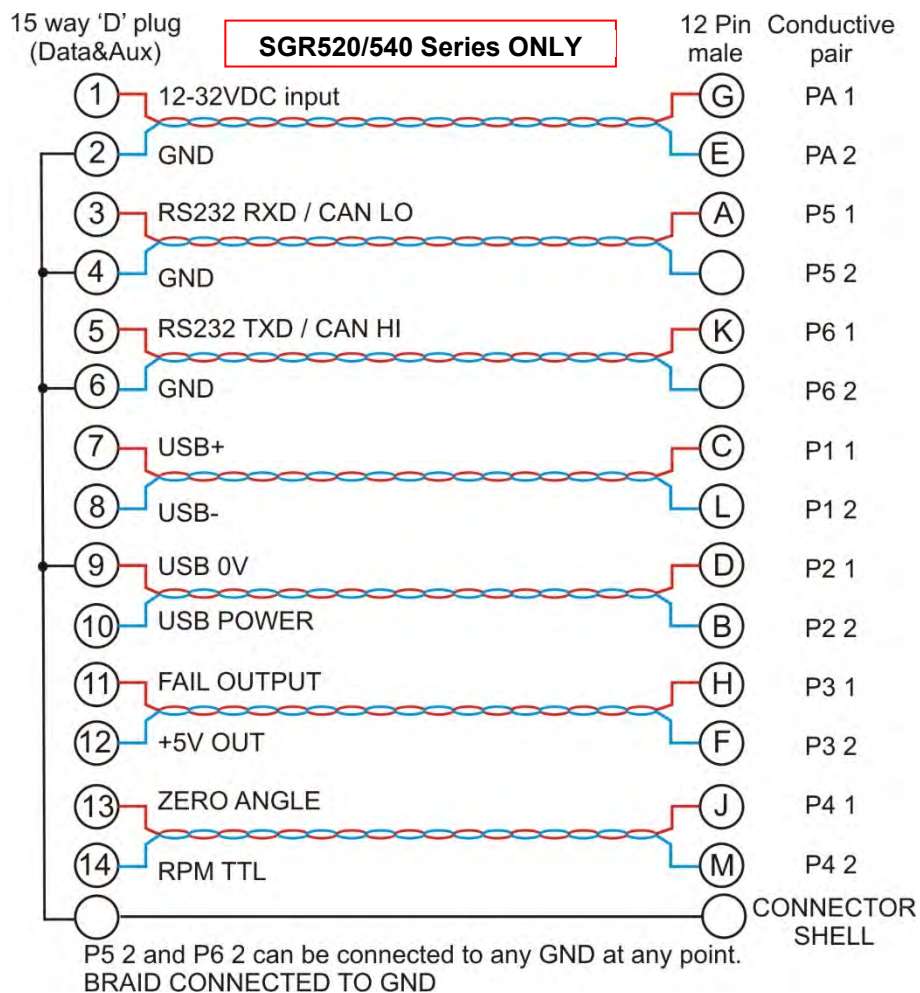 15 way ‘D’ plug
(Data&Aux)
SGR520/540 Series ONLY
12 Pin
male
Conductive
pair
1 12-32VDC input G PA 1
2 GND E PA 2
3 RS232 RXD / CAN LO A P5 1
4 GND P5 2
5 RS232 TXD / CAN HI K P6 1
6 GND P6 2
7 USB+ C P1 1
8 USB- L P1 2
9 USB 0V D P2 1
10 USB POWER B P2 2
11 FAIL OUTPUT H P3 1
12 +5V OUT F P3 2
13 ZERO ANGLE J P4 1
14 RPM TTL M P4 2
CONNECTOR
SHELL
P5 2 and P6 2 can be connected to any GND at any point.
BRAID CONNECTED TO GND